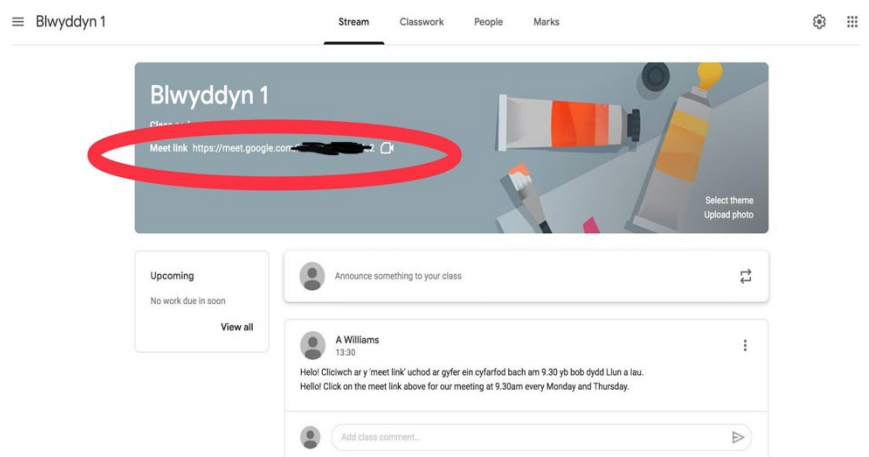 Blwyddyn 1
Stream Classwork People Marks
Blwyddyn 1
Meet link https://meet.google.com/
Select theme
Upload photo
Upcoming
No work due in soon
View all
Announce something to your class
A Williams
13:30
Helo! Cliciwch ar y 'meet link' uchod ar gyfer ein cyfarfod bach am 9.30 yb bob dydd Llun a Iau.
Hello! Click on the meet link above for our meeting at 9.30am every Monday and Thursday.
Add class comment...